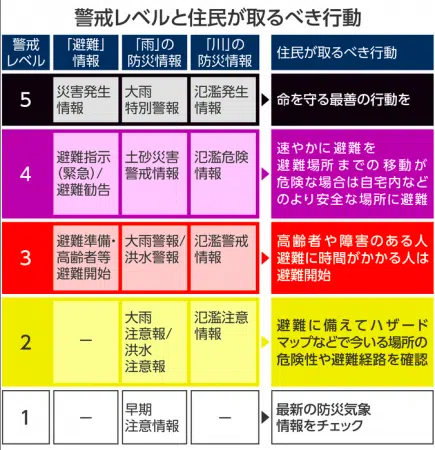 警戒レベルと住民が取るべき行動
警戒
レベル
「避難」
情報
「雨」の
防災情報
「川」の
防災情報
住民が取るべき行動
5
災害発生
情報
大雨
特別警報
氾濫発生
情報
命を守る最善の行動を
4
避難指示
(緊急)/
避難勧告
土砂災害
警戒情報
氾濫危険
情報
速やかに避難を
避難場所までの移動が
危険な場合は自宅内など
のより安全な場所に避難
3
避難準備・
高齢者等
避難開始
大雨警報/
洪水警報
氾濫警戒
情報
高齢者や障害のある人
避難に時間がかかる人は
避難開始
2
―
大雨
注意報/
洪水
注意報
氾濫注意
情報
避難に備えてハザード
マップなどで今いる場所の
危険性や避難経路を確認
1
―
早期
注意情報
―
最新の防災気象
情報をチェック